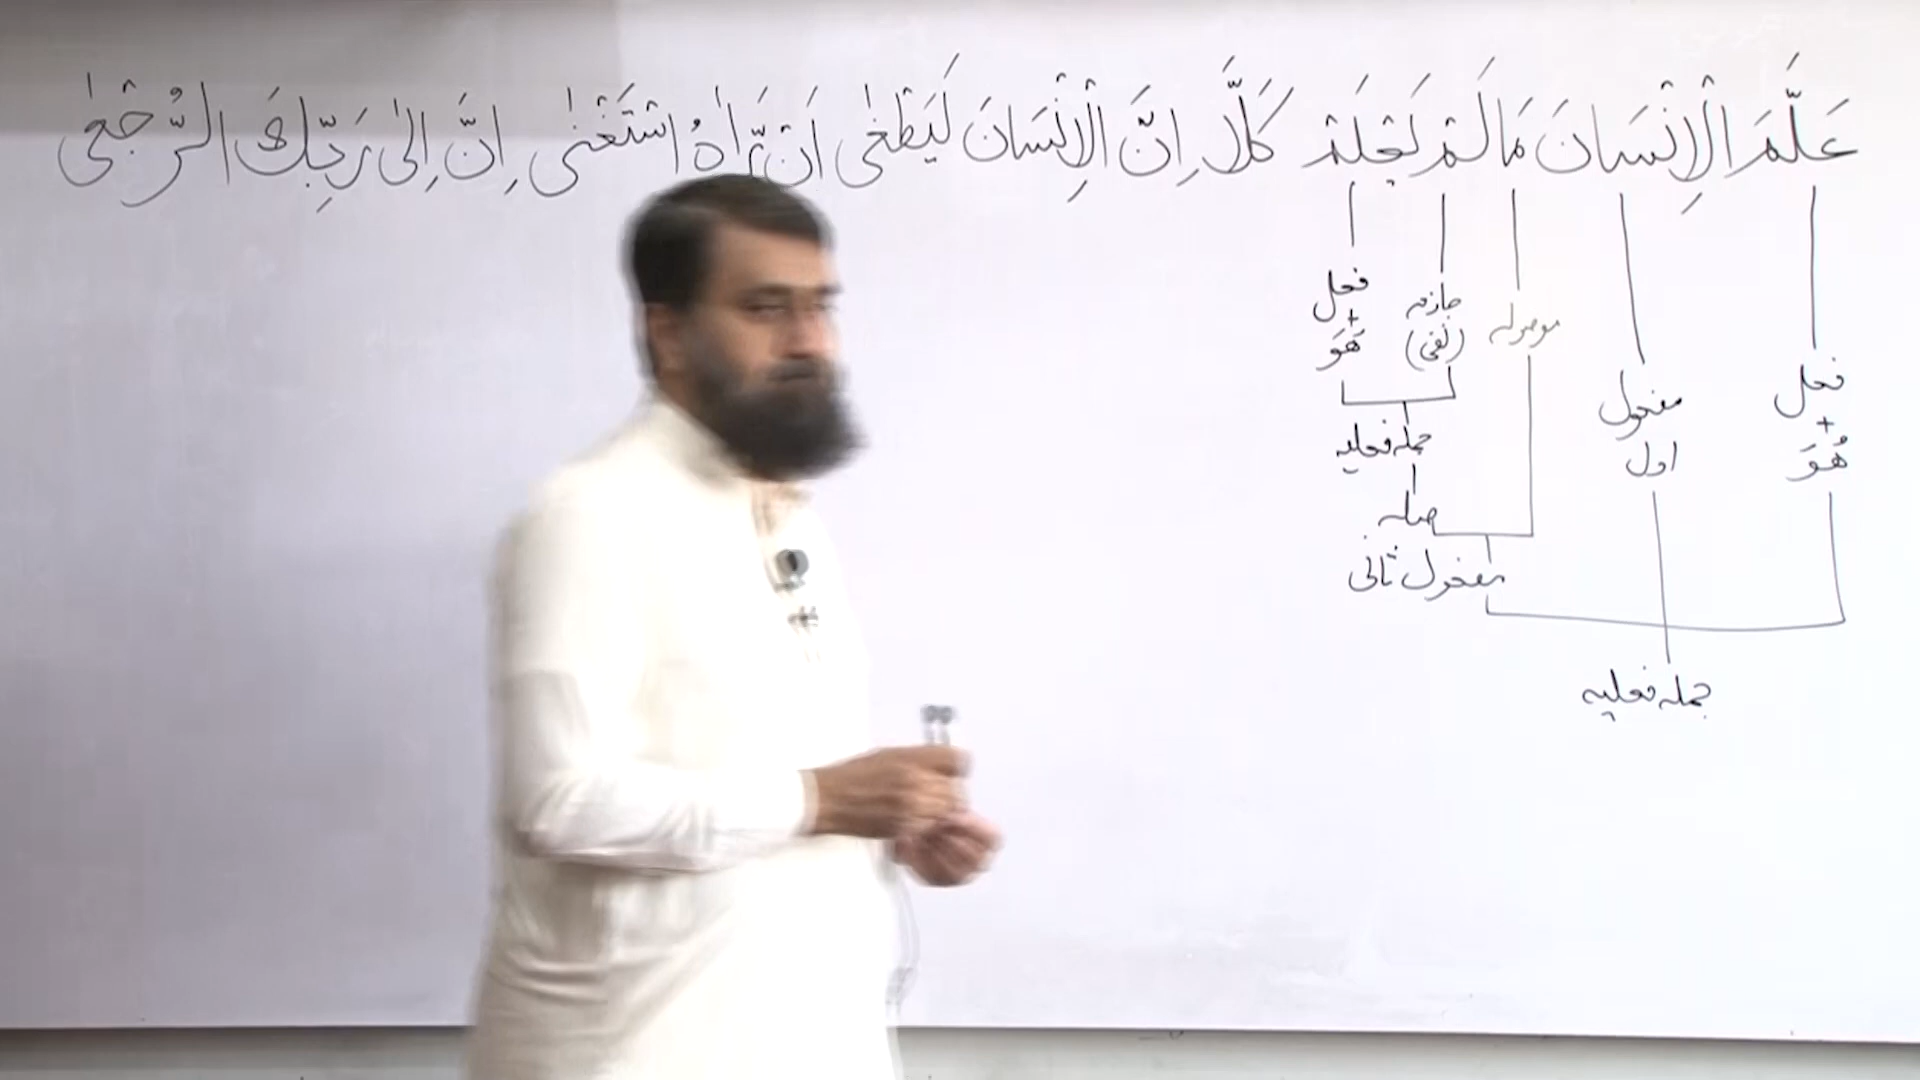 عَلَّمَ الْاِنْسَانَ مَا لَمْ يَعْلَمْ كَلَّا اِنَّ الْاِنْسَانَ لَيَطْغٰى اَنْ رَّاٰهُ اسْتَغْنٰى اِنَّ اِلٰى رَبِّكَ الرُّجْعٰى
فعل + هُوَ
مفعول اول
موصولہ
جازمہ (نفی)
فعل + هُوَ
جملہ فعلیہ
صلہ
مفعول ثانی
جملہ فعلیہ